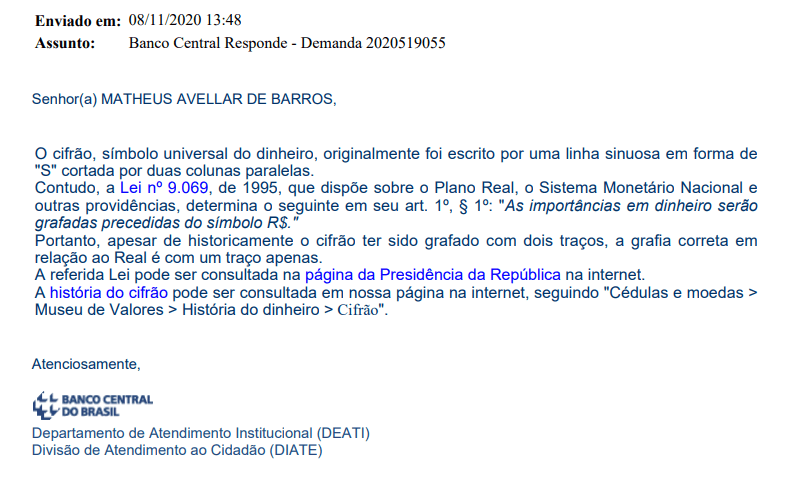 Enviado em: 08/11/2020 13:48
Assunto: Banco Central Responde - Demanda 2020519055
Senhor(a) MATHEUS AVELLAR DE BARROS,
O cifrão, símbolo universal do dinheiro, originalmente foi escrito por uma linha sinuosa em forma de
"S" cortada por duas colunas paralelas.
Contudo, a Lei nº 9.069, de 1995, que dispõe sobre o Plano Real, o Sistema Monetário Nacional e
outras providências, determina o seguinte em seu art. 1º, § 1º: "As importâncias em dinheiro serão
grafadas precedidas do símbolo R$."
Portanto, apesar de historicamente o cifrão ter sido grafado com dois traços, a grafia correta em
relação ao Real é com um traço apenas.
A referida Lei pode ser consultada na página da Presidência da República na internet.
A história do cifrão pode ser consultada em nossa página na internet, seguindo "Cédulas e moedas >
Museu de Valores > História do dinheiro > Cifrão".
Atenciosamente,
BANCO CENTRAL
DO BRASIL
Departamento de Atendimento Institucional (DEATI)
Divisão de Atendimento ao Cidadão (DIATE)